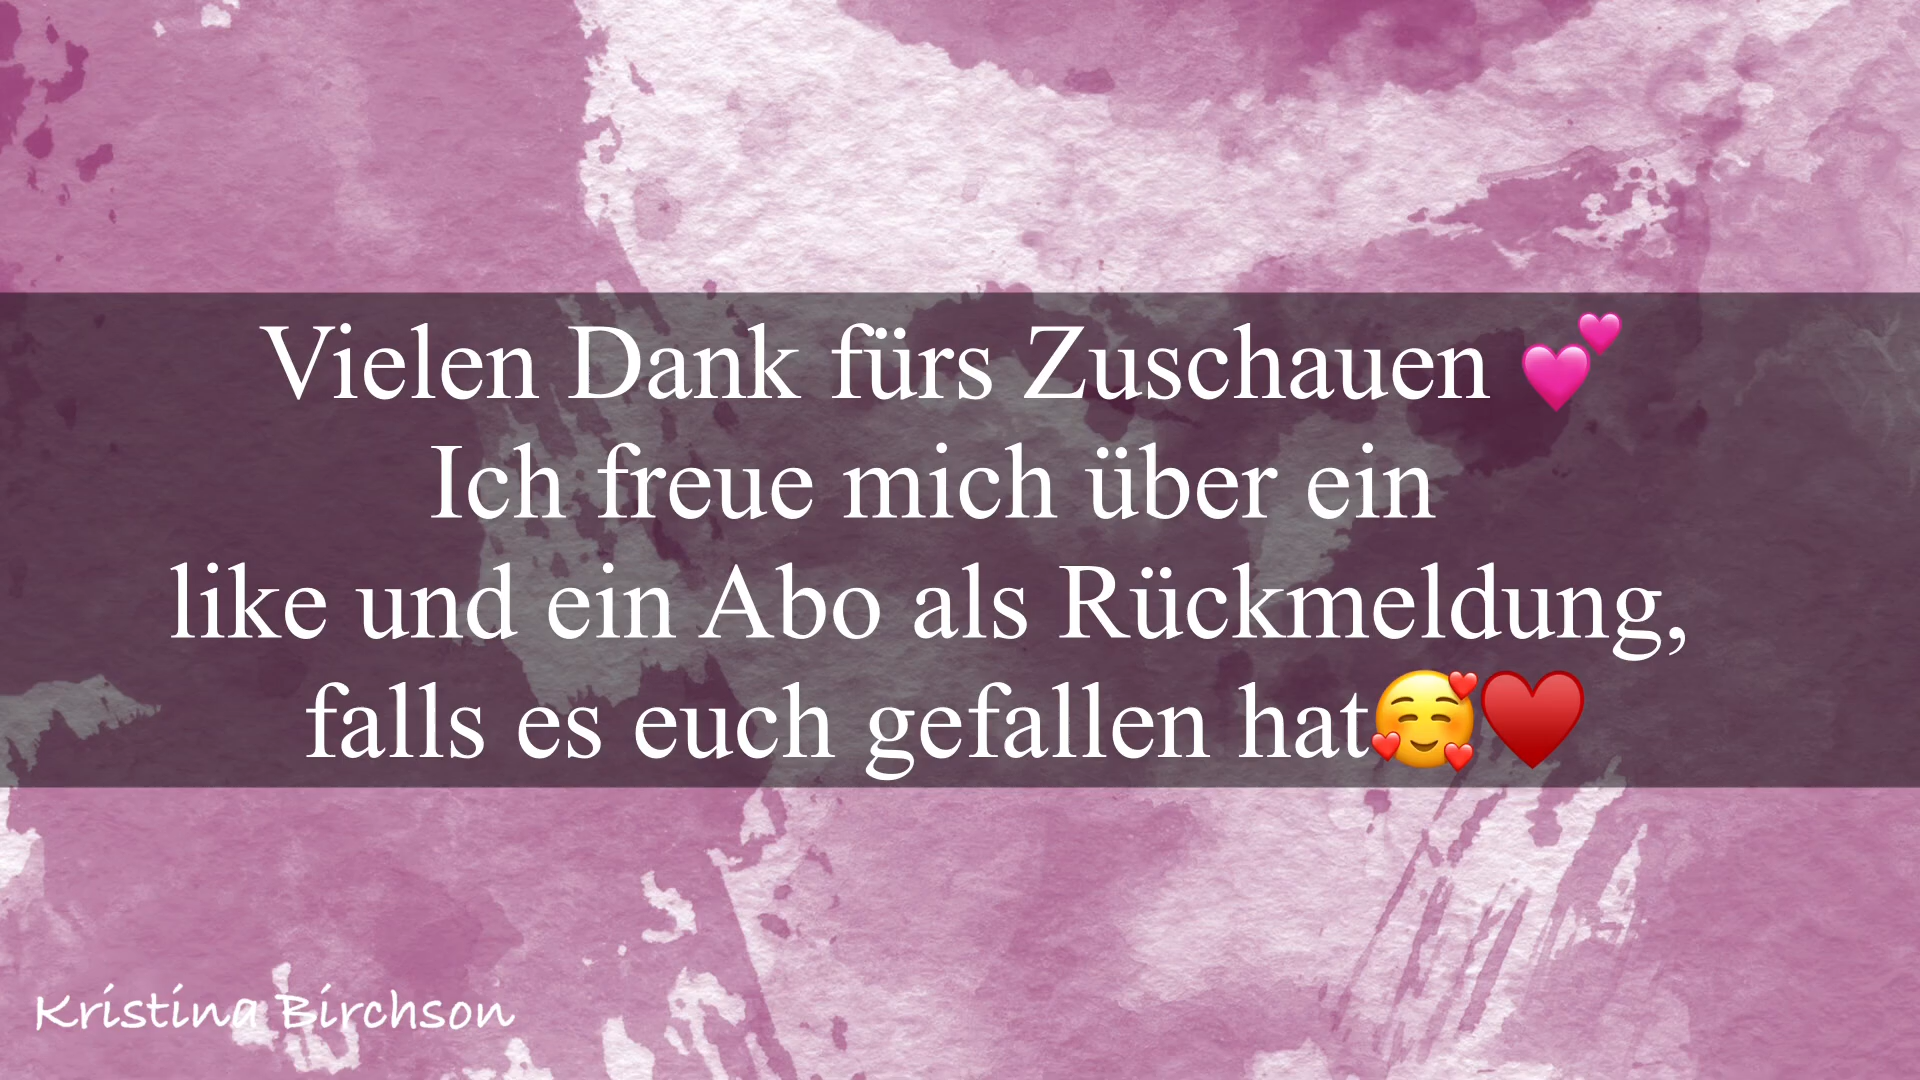 Vielen Dank fürs Zuschauen 💕
Ich freue mich über ein
like und ein Abo als Rückmeldung,
falls es euch gefallen hat🥰♥️
Kristina Birchson